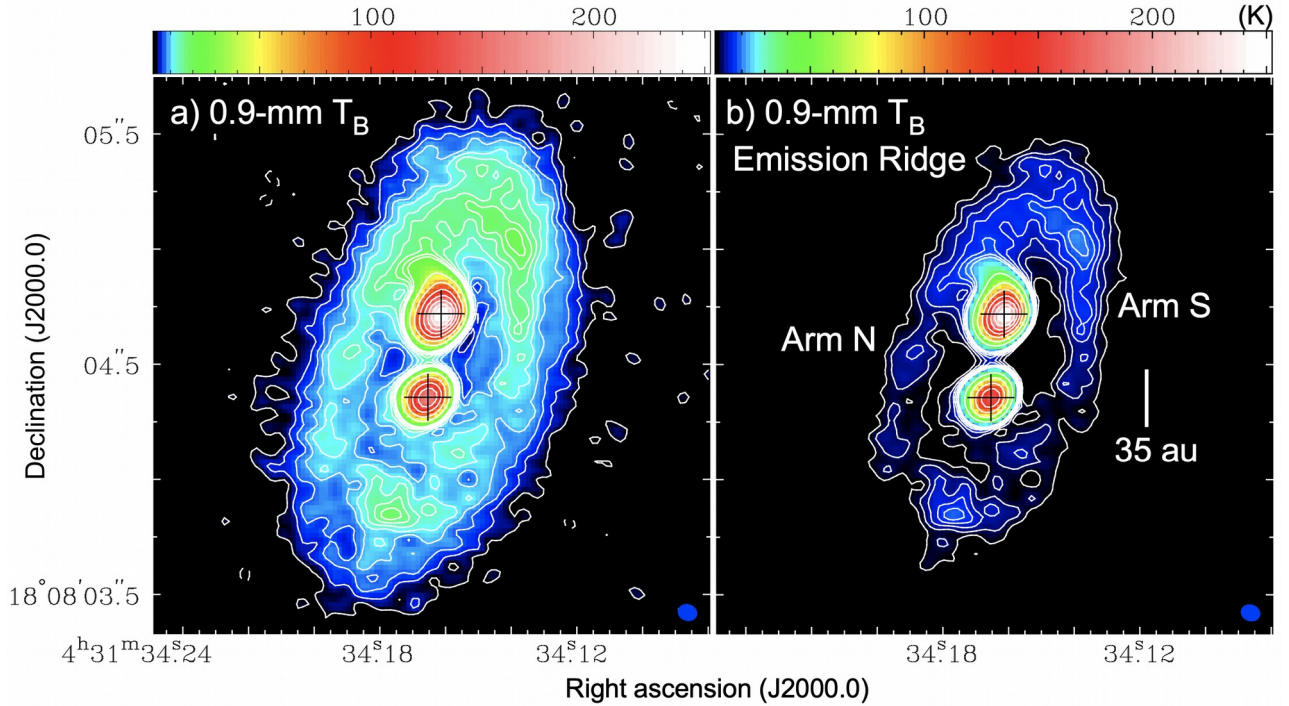 100 200
100 200 (K)
a) 0.9-mm T_B
b) 0.9-mm T_B
Emission Ridge
05.″5
04.″5
18°08′03.″5
Arm N
Arm S
35 au
4ʰ31ᵐ34ˢ.24 34ˢ.18 34ˢ.12
34ˢ.18 34ˢ.12
Declination (J2000.0)
Right ascension (J2000.0)